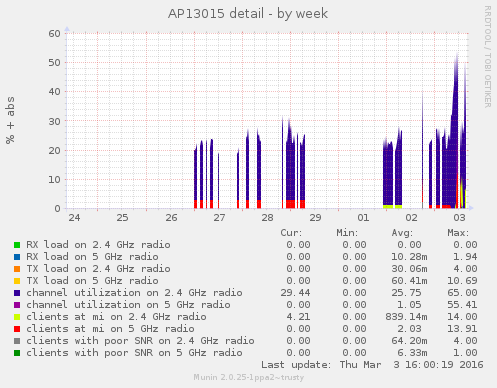 AP13015 detail - by week
RRDTOOL / TOBI OETIKER
% + abs
60
50
40
30
20
10
0
24 25 26 27 28 29 01 02 03
Cur: Min: Avg: Max:
RX load on 2.4 GHz radio 0.00 0.00 0.00 0.00
RX load on 5 GHz radio 0.00 0.00 10.28m 1.94
TX load on 2.4 GHz radio 0.00 0.00 30.06m 4.00
TX load on 5 GHz radio 0.00 0.00 60.41m 10.69
channel utilization on 2.4 GHz radio 29.44 0.00 25.75 65.00
channel utilization on 5 GHz radio 0.00 0.00 1.05 55.41
clients at mi on 2.4 GHz radio 4.21 0.00 839.14m 14.00
clients at mi on 5 GHz radio 0.00 0.00 2.03 13.91
clients with poor SNR on 2.4 GHz radio 0.00 0.00 64.20m 4.00
clients with poor SNR on 5 GHz radio 0.00 0.00 6.33m 1.00
Last update: Thu Mar 3 16:00:19 2016
Munin 2.0.25-1ppa2~trusty